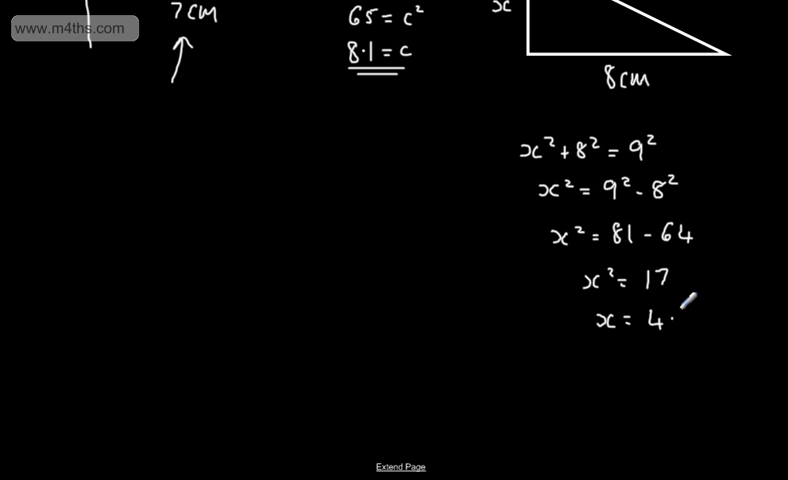 7cm
www.m4ths.com
65 = c²
8·1 = c
x
8cm
x² + 8² = 9²
x² = 9² - 8²
x² = 81 - 64
x² = 17
x = 4·
Extend Page